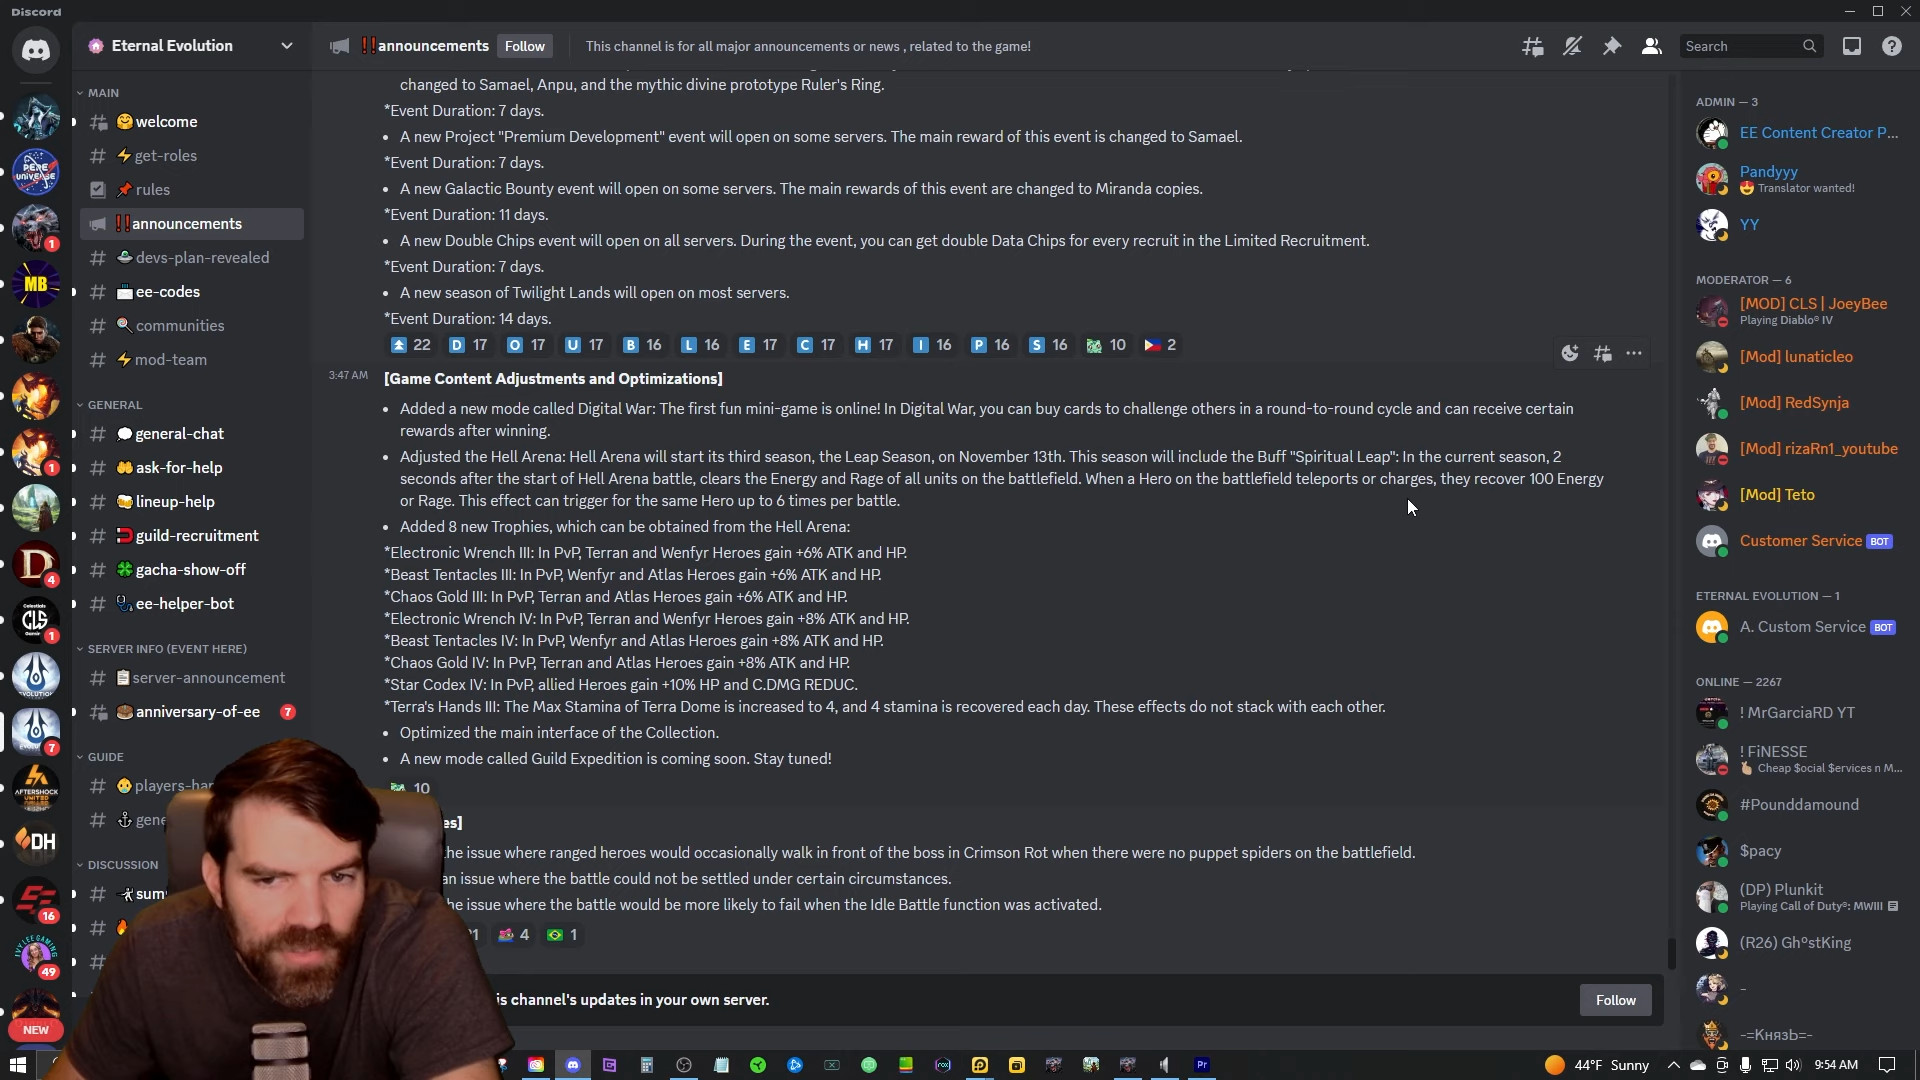 Discord
Eternal Evolution
‼️announcements
Follow
This channel is for all major announcements or news , related to the game!
Search
MAIN
🤗welcome
⚡get-roles
📌rules
‼️announcements
🛸devs-plan-revealed
ee-codes
communities
⚡mod-team
GENERAL
💭general-chat
🤲ask-for-help
🍻lineup-help
🧲guild-recruitment
🍀gacha-show-off
🩺ee-helper-bot
SERVER INFO (EVENT HERE)
📋server-announcement
🎂anniversary-of-ee
7
GUIDE
players-ha
⚓gene
DISCUSSION
sum
🔥
PEPE
UNIVERSE
1
MB
1
D
4
CLS
1
EVOLUTION
7
AFTERSHOCK
UNITED
DH
16
IVY LEE GAMING
49
NEW
changed to Samael, Anpu, and the mythic divine prototype Ruler's Ring.
*Event Duration: 7 days.
• A new Project "Premium Development" event will open on some servers. The main reward of this event is changed to Samael.
*Event Duration: 7 days.
• A new Galactic Bounty event will open on some servers. The main rewards of this event are changed to Miranda copies.
*Event Duration: 11 days.
• A new Double Chips event will open on all servers. During the event, you can get double Data Chips for every recruit in the Limited Recruitment.
*Event Duration: 7 days.
• A new season of Twilight Lands will open on most servers.
*Event Duration: 14 days.
22 D 17 O 17 U 17 B 16 L 16 E 17 C 17 H 17 I 16 P 16 S 16 10 🇵🇭 2
3:47 AM
[Game Content Adjustments and Optimizations]
• Added a new mode called Digital War: The first fun mini-game is online! In Digital War, you can buy cards to challenge others in a round-to-round cycle and can receive certain
rewards after winning.
• Adjusted the Hell Arena: Hell Arena will start its third season, the Leap Season, on November 13th. This season will include the Buff "Spiritual Leap": In the current season, 2
seconds after the start of Hell Arena battle, clears the Energy and Rage of all units on the battlefield. When a Hero on the battlefield teleports or charges, they recover 100 Energy
or Rage. This effect can trigger for the same Hero up to 6 times per battle.
• Added 8 new Trophies, which can be obtained from the Hell Arena:
*Electronic Wrench III: In PvP, Terran and Wenfyr Heroes gain +6% ATK and HP.
*Beast Tentacles III: In PvP, Wenfyr and Atlas Heroes gain +6% ATK and HP.
*Chaos Gold III: In PvP, Terran and Atlas Heroes gain +6% ATK and HP.
*Electronic Wrench IV: In PvP, Terran and Wenfyr Heroes gain +8% ATK and HP.
*Beast Tentacles IV: In PvP, Wenfyr and Atlas Heroes gain +8% ATK and HP.
*Chaos Gold IV: In PvP, Terran and Atlas Heroes gain +8% ATK and HP.
*Star Codex IV: In PvP, allied Heroes gain +10% HP and C.DMG REDUC.
*Terra's Hands III: The Max Stamina of Terra Dome is increased to 4, and 4 stamina is recovered each day. These effects do not stack with each other.
• Optimized the main interface of the Collection.
• A new mode called Guild Expedition is coming soon. Stay tuned!
10
es]
he issue where ranged heroes would occasionally walk in front of the boss in Crimson Rot when there were no puppet spiders on the battlefield.
an issue where the battle could not be settled under certain circumstances.
he issue where the battle would be more likely to fail when the Idle Battle function was activated.
4 🇧🇷 1
is channel's updates in your own server.
Follow
ADMIN — 3
EE Content Creator P...
Pandyyy
😍 Translator wanted!
YY
MODERATOR — 6
[MOD] CLS | JoeyBee
Playing Diablo® IV
[Mod] lunaticleo
[Mod] RedSynja
[Mod] rizaRn1_youtube
[Mod] Teto
Customer Service BOT
ETERNAL EVOLUTION — 1
A. Custom Service BOT
ONLINE — 2267
! MrGarciaRD YT
! FiNESSE
Cheap $ocial $ervices n M...
#Pounddamound
$pacy
(DP) Plunkit
Playing Call of Duty®: MWIII
(R26) Gh°stKing
-
-=КнязЬ=-
Pr
44°F Sunny
9:54 AM